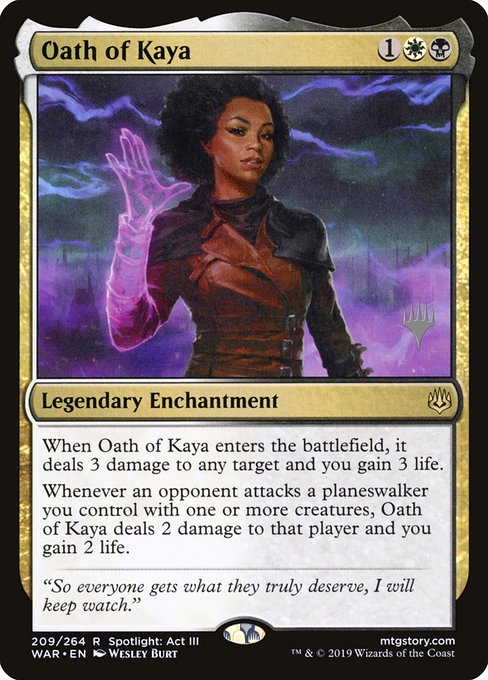 Oath of Kaya 1
Legendary Enchantment
When Oath of Kaya enters the battlefield, it
deals 3 damage to any target and you gain 3 life.
Whenever an opponent attacks a planeswalker
you control with one or more creatures, Oath
of Kaya deals 2 damage to that player and you
gain 2 life.
"So everyone gets what they truly deserve, I will
keep watch."
209/264 R Spotlight: Act III
mtgstory.com
WAR • EN Wesley Burt
™ & © 2019 Wizards of the Coast